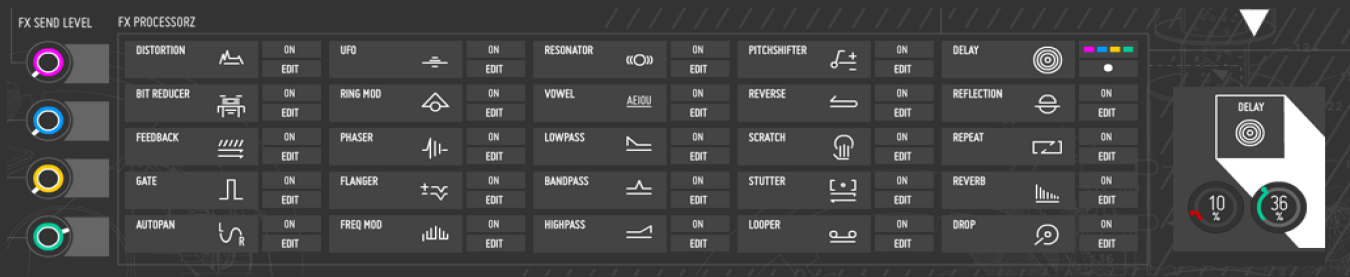 FX SEND LEVEL
FX PROCESSORZ
DISTORTION ON EDIT
UFO ON EDIT
RESONATOR ON EDIT
PITCHSHIFTER ON EDIT
DELAY
BIT REDUCER ON EDIT
RING MOD ON EDIT
VOWEL AEIOU ON EDIT
REVERSE ON EDIT
REFLECTION ON EDIT
FEEDBACK ON EDIT
PHASER ON EDIT
LOWPASS ON EDIT
SCRATCH ON EDIT
REPEAT ON EDIT
GATE ON EDIT
FLANGER ON EDIT
BANDPASS ON EDIT
STUTTER ON EDIT
REVERB ON EDIT
AUTOPAN R ON EDIT
FREQ MOD ON EDIT
HIGHPASS ON EDIT
LOOPER ON EDIT
DROP ON EDIT
DELAY
10 %
36 %